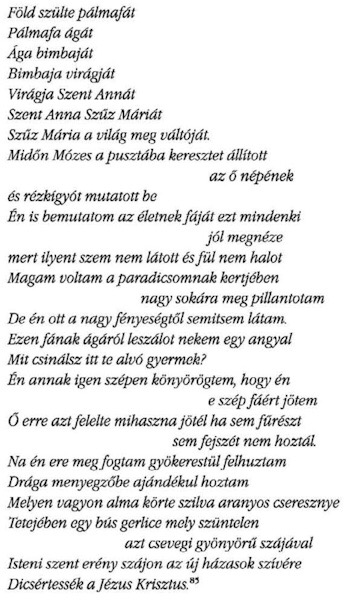 Föld szülte pálmafát
Pálmafa ágát
Ága bimbaját
Bimbaja virágját
Virágja Szent Annát
Szent Anna Szűz Máriát
Szűz Mária a világ meg váltóját.
Midőn Mózes a pusztába keresztet állított
az ő népének
és rézkígyót mutatott be
Én is bemutatom az életnek fáját ezt mindenki
jól megnéze
mert ilyent szem nem látott és fül nem halot
Magam voltam a paradicsomnak kertjében
nagy sokára meg pillantotam
De én ott a nagy fényeségtől semitsem látam.
Ezen fának ágáról leszálot nekem egy angyal
Mit csinálsz itt te alvó gyermek?
Én annak igen szépen könyörögtem, hogy én
e szép fáért jötem
Ő erre azt felelte mihaszna jötél ha sem fűrészt
sem fejszét nem hoztál.
Na én ere meg fogtam gyökerestül felhuztam
Drága menyegzőbe ajándékul hoztam
Melyen vagyon alma körte szilva aranyos cseresznye
Tetejében egy bús gerlice mely szüntelen
azt csevegi gyönyörű szájával
Isteni szent erény szájon az új házasok szívére
Dicsértessék a Jézus Krisztus.⁸⁵